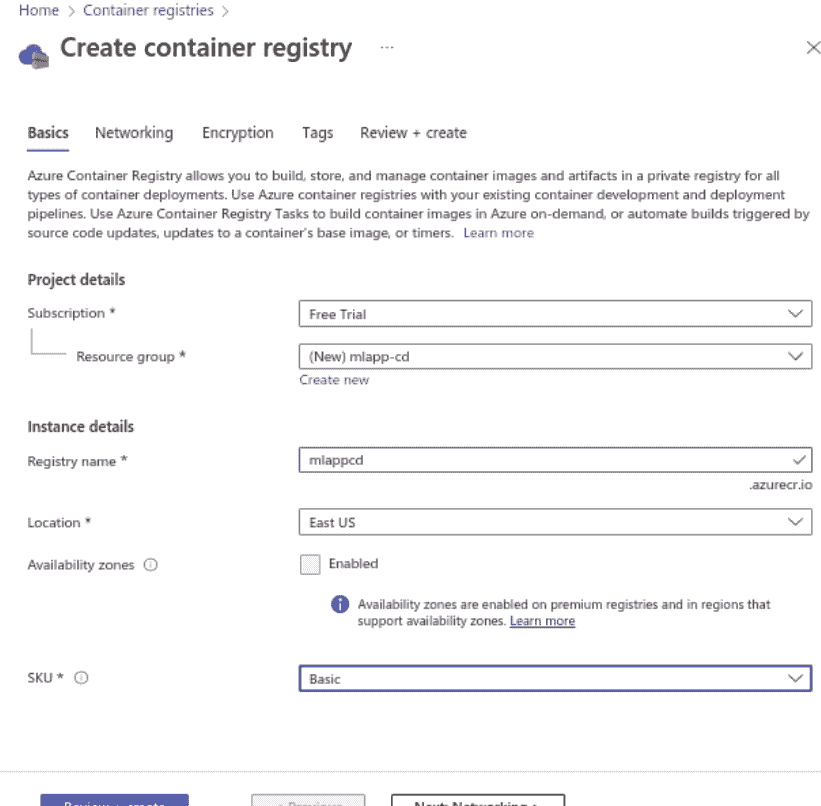 Home > Container registries >
Create container registry ...
Basics Networking Encryption Tags Review + create
Azure Container Registry allows you to build, store, and manage container images and artifacts in a private registry for all
types of container deployments. Use Azure container registries with your existing container development and deployment
pipelines. Use Azure Container Registry Tasks to build container images in Azure on-demand, or automate builds triggered by
source code updates, updates to a container's base image, or timers. Learn more
Project details
Subscription * Free Trial
Resource group * (New) mlapp-cd
Create new
Instance details
Registry name * mlappcd
.azurecr.io
Location * East US
Availability zones Enabled
Availability zones are enabled on premium registries and in regions that
support availability zones. Learn more
SKU * Basic
Review + create < Previous Next: Networking >